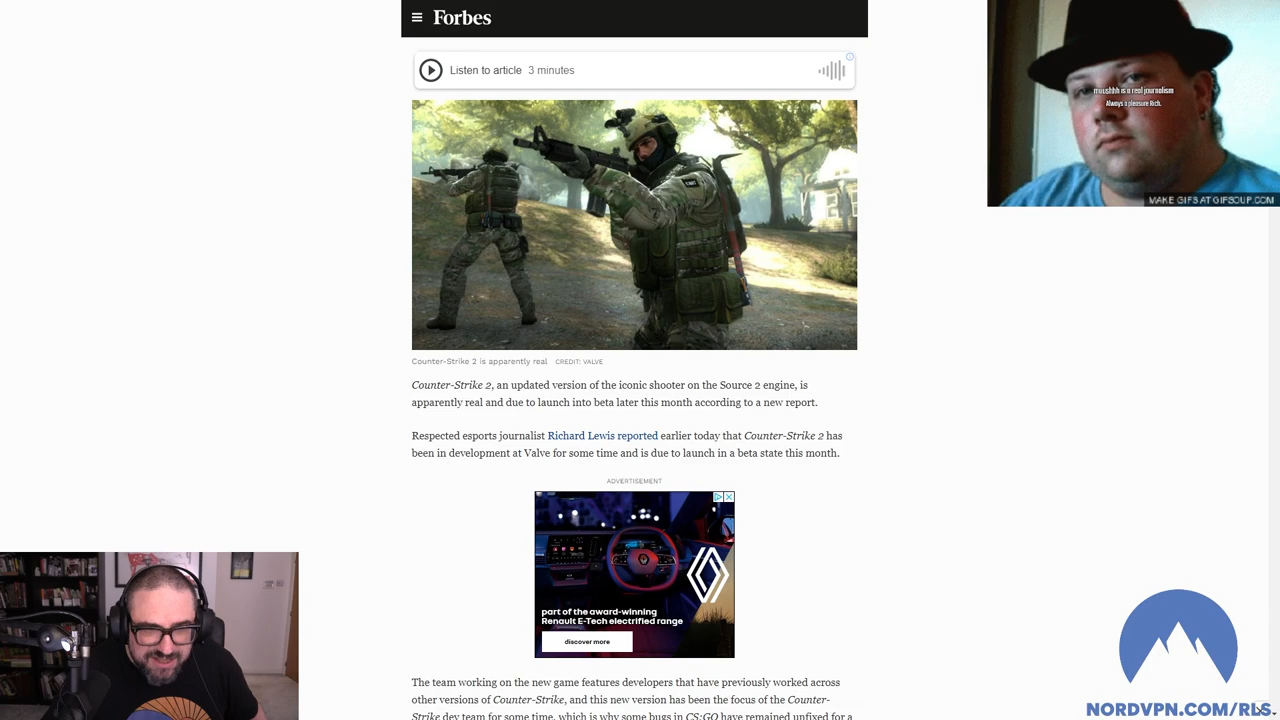 Forbes
Listen to article 3 minutes
Counter-Strike 2 is apparently real CREDIT: VALVE
Counter-Strike 2, an updated version of the iconic shooter on the Source 2 engine, is
apparently real and due to launch into beta later this month according to a new report.
Respected esports journalist Richard Lewis reported earlier today that Counter-Strike 2 has
been in development at Valve for some time and is due to launch in a beta state this month.
ADVERTISEMENT
part of the award-winning
Renault E-Tech electrified range
discover more
The team working on the new game features developers that have previously worked across
other versions of Counter-Strike, and this new version has been the focus of the Counter-
Strike dev team for some time, which is why some bugs in CS:GO have remained unfixed for a
is a real journalism
Always a pleasure Rich.
MAKE GIFS AT GIFSOUP.COM
NORDVPN.COM/RLS